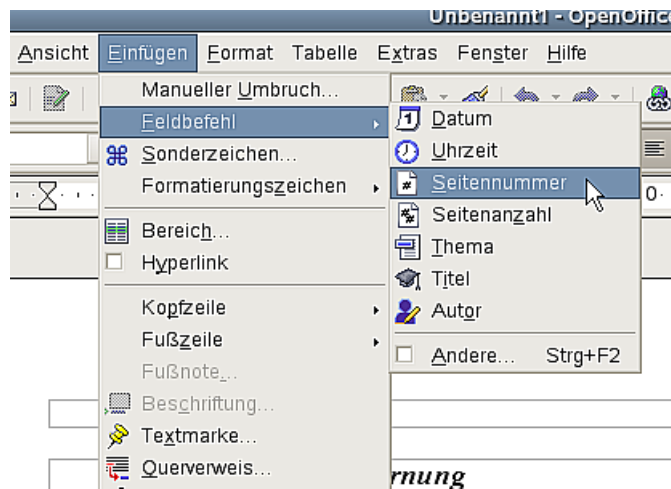 Unbenannt1 - OpenOffic
Ansicht Einfügen Format Tabelle Extras Fenster Hilfe
Manueller Umbruch...
Feldbefehl
Sonderzeichen...
Formatierungszeichen
Bereich...
Hyperlink
Kopfzeile
Fußzeile
Fußnote...
Beschriftung...
Textmarke...
Querverweis...
Datum
Uhrzeit
Seitennummer
Seitenanzahl
Thema
Titel
Autor
Andere... Strg+F2
rnung